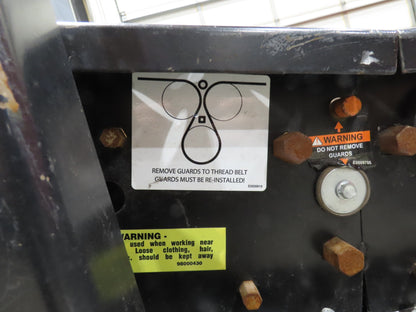 REMOVE GUARDS TO THREAD BELT
GUARDS MUST BE RE-INSTALLED!
WARNING
DO NOT REMOVE
GUARDS
WARNING -
used when working near
Loose clothing, hair,
should be kept away
98000430